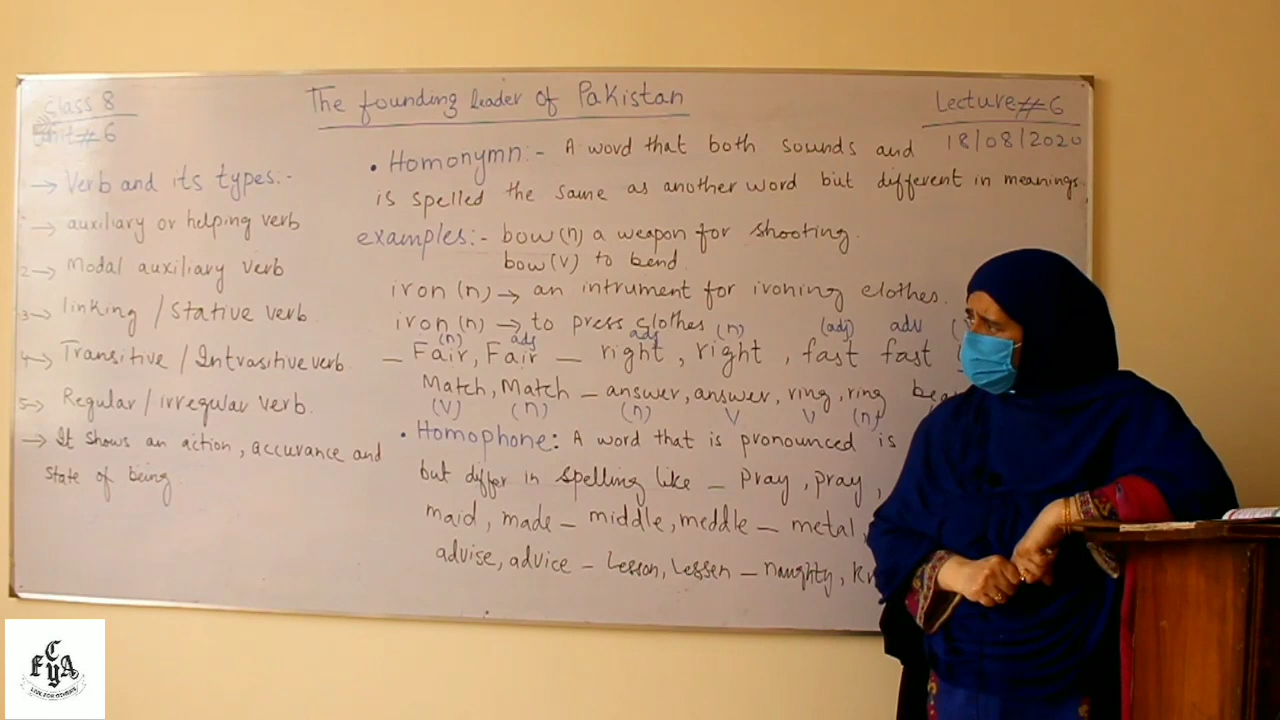 Class 8
Unit # 6
The founding leader of Pakistan
Lecture # 6
18/08/2020
→ Verb and its types:-
→ auxiliary or helping verb
2 → Modal auxiliary verb
3 → linking / Stative verb
4 → Transitive / Intrasitive verb.
5 → Regular / irregular verb.
→ It shows an action, accurance and
state of being
• Homonymn:- A word that both sounds and
is spelled the same as another word but different in meanings.
examples:- bow (n) a weapon for shooting.
bow (v) to bend.
iron (n) → an intrument for ironing clothes.
iron (n) → to press clothes
(n) adj adj (n) (adj) adv
— Fair, Fair — right, right, fast fast
Match, Match — answer, answer, ring, ring
(V) (n) (n) V V (n)
• Homophone: A word that is pronounced is
but differ in spelling like — Pray, pray,
maid, made — middle, meddle — metal,
advise, advice — Lesson, Lessen — naughty,
C
F Y A
LIVE FOR OTHERS